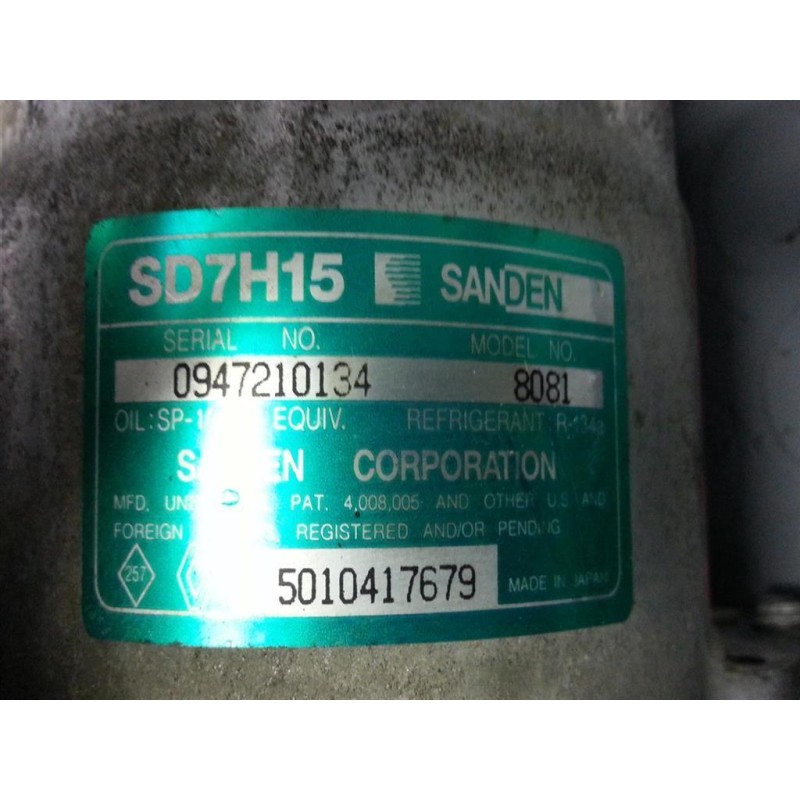 SD7H15 SANDEN
SERIAL NO. MODEL NO.
0947210134 8081
OIL: EQUIV. REFRIGERANT: R-134a
CORPORATION
MFD. PAT. 4,008,005 AND OTHER U.S. AND
FOREIGN REGISTERED AND/OR PENDING
257 5010417679 MADE IN JAPAN